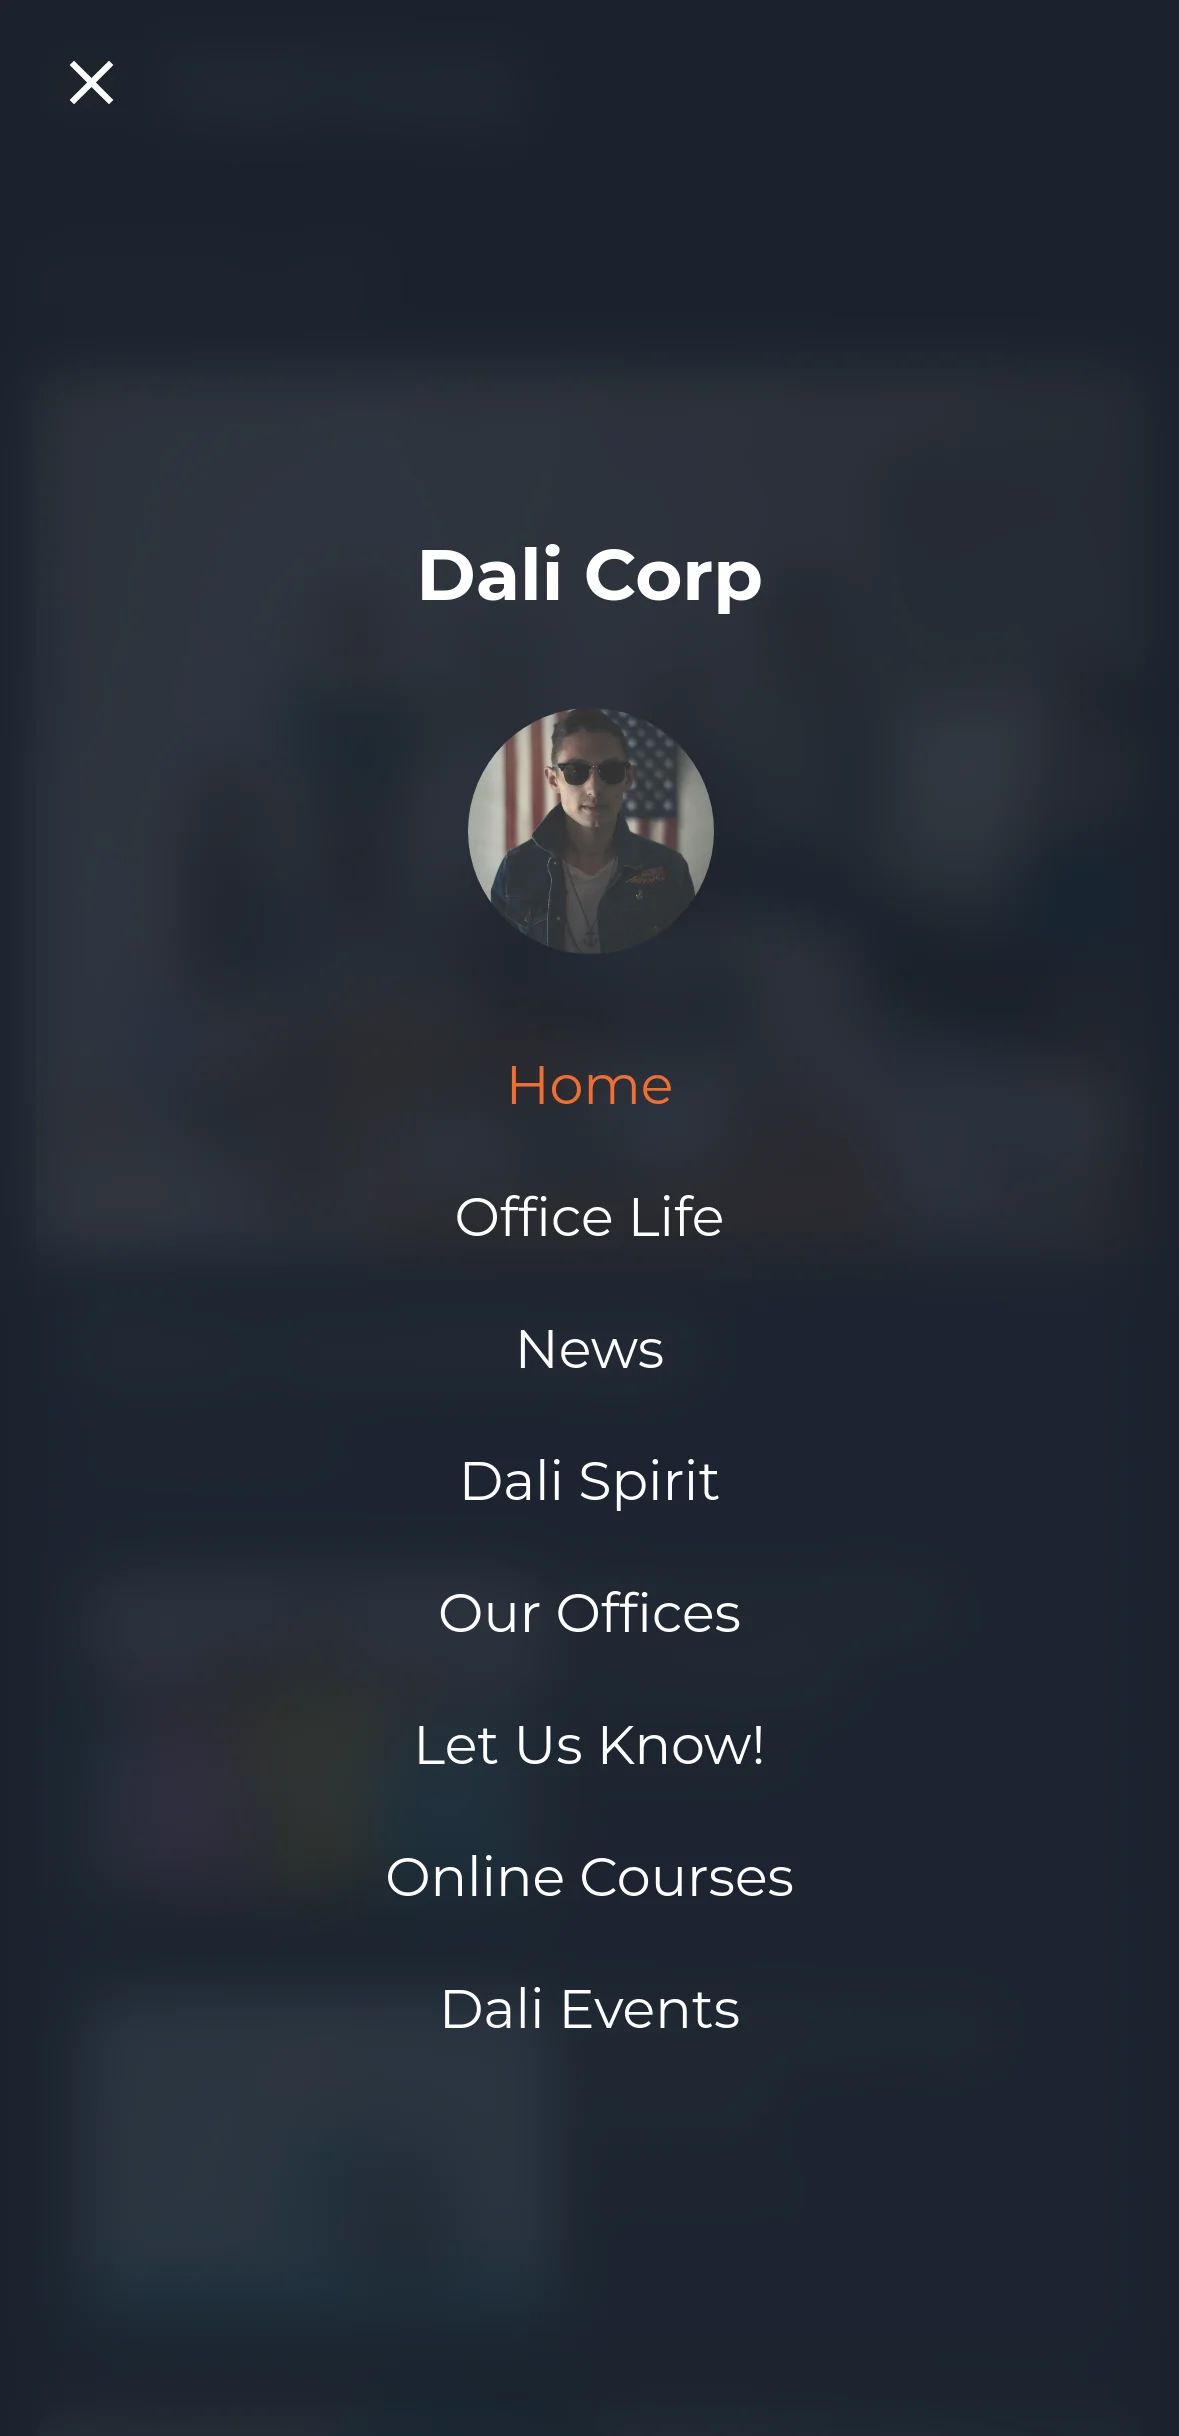 Dali Corp
Home
Office Life
News
Dali Spirit
Our Offices
Let Us Know!
Online Courses
Dali Events